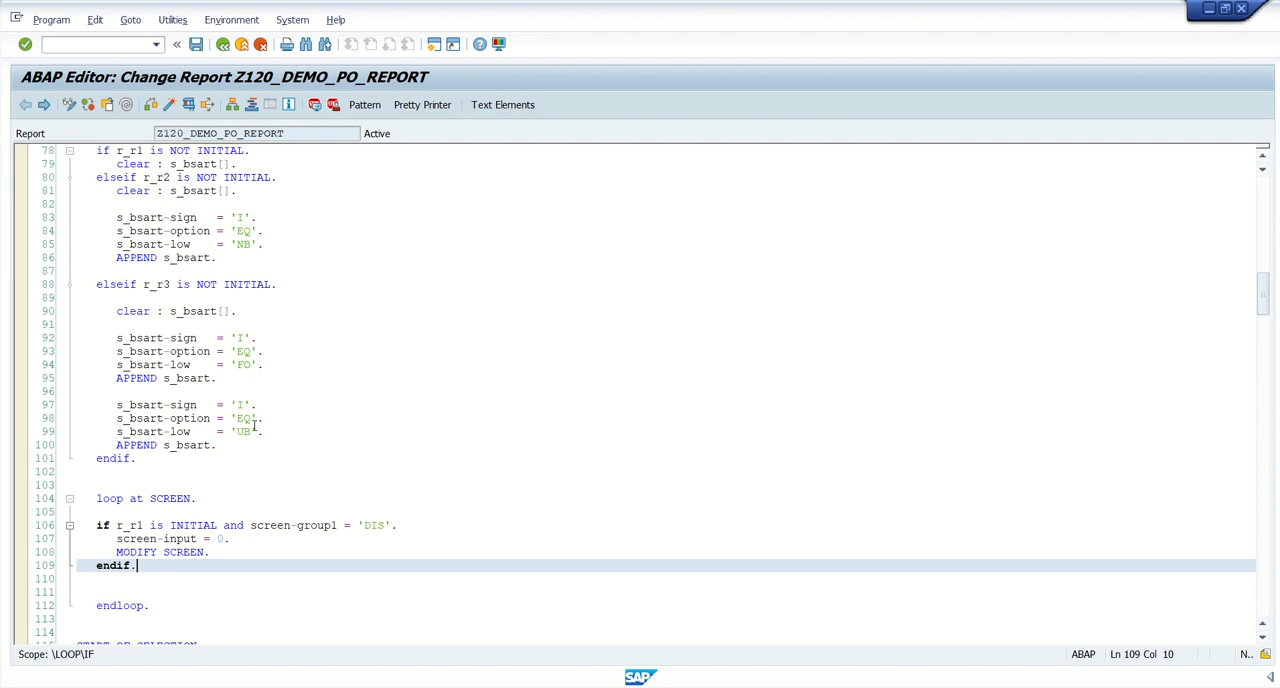 Program Edit Goto Utilities Environment System Help
ABAP Editor: Change Report Z120_DEMO_PO_REPORT
Pattern Pretty Printer Text Elements
Report Z120_DEMO_PO_REPORT Active
78 if r_r1 is NOT INITIAL.
79 clear : s_bsart[].
80 elseif r_r2 is NOT INITIAL.
81 clear : s_bsart[].
82
83 s_bsart-sign = 'I'.
84 s_bsart-option = 'EQ'.
85 s_bsart-low = 'NB'.
86 APPEND s_bsart.
87
88 elseif r_r3 is NOT INITIAL.
89
90 clear : s_bsart[].
91
92 s_bsart-sign = 'I'.
93 s_bsart-option = 'EQ'.
94 s_bsart-low = 'FO'.
95 APPEND s_bsart.
96
97 s_bsart-sign = 'I'.
98 s_bsart-option = 'EQ'.
99 s_bsart-low = 'UB'.
100 APPEND s_bsart.
101 endif.
102
103
104 loop at SCREEN.
105
106 if r_r1 is INITIAL and screen-group1 = 'DIS'.
107 screen-input = 0.
108 MODIFY SCREEN.
109 endif.
110
111
112 endloop.
113
114
115 START-OF-SELECTION.
Scope: \LOOP\IF ABAP Ln 109 Col 10 N..
SAP